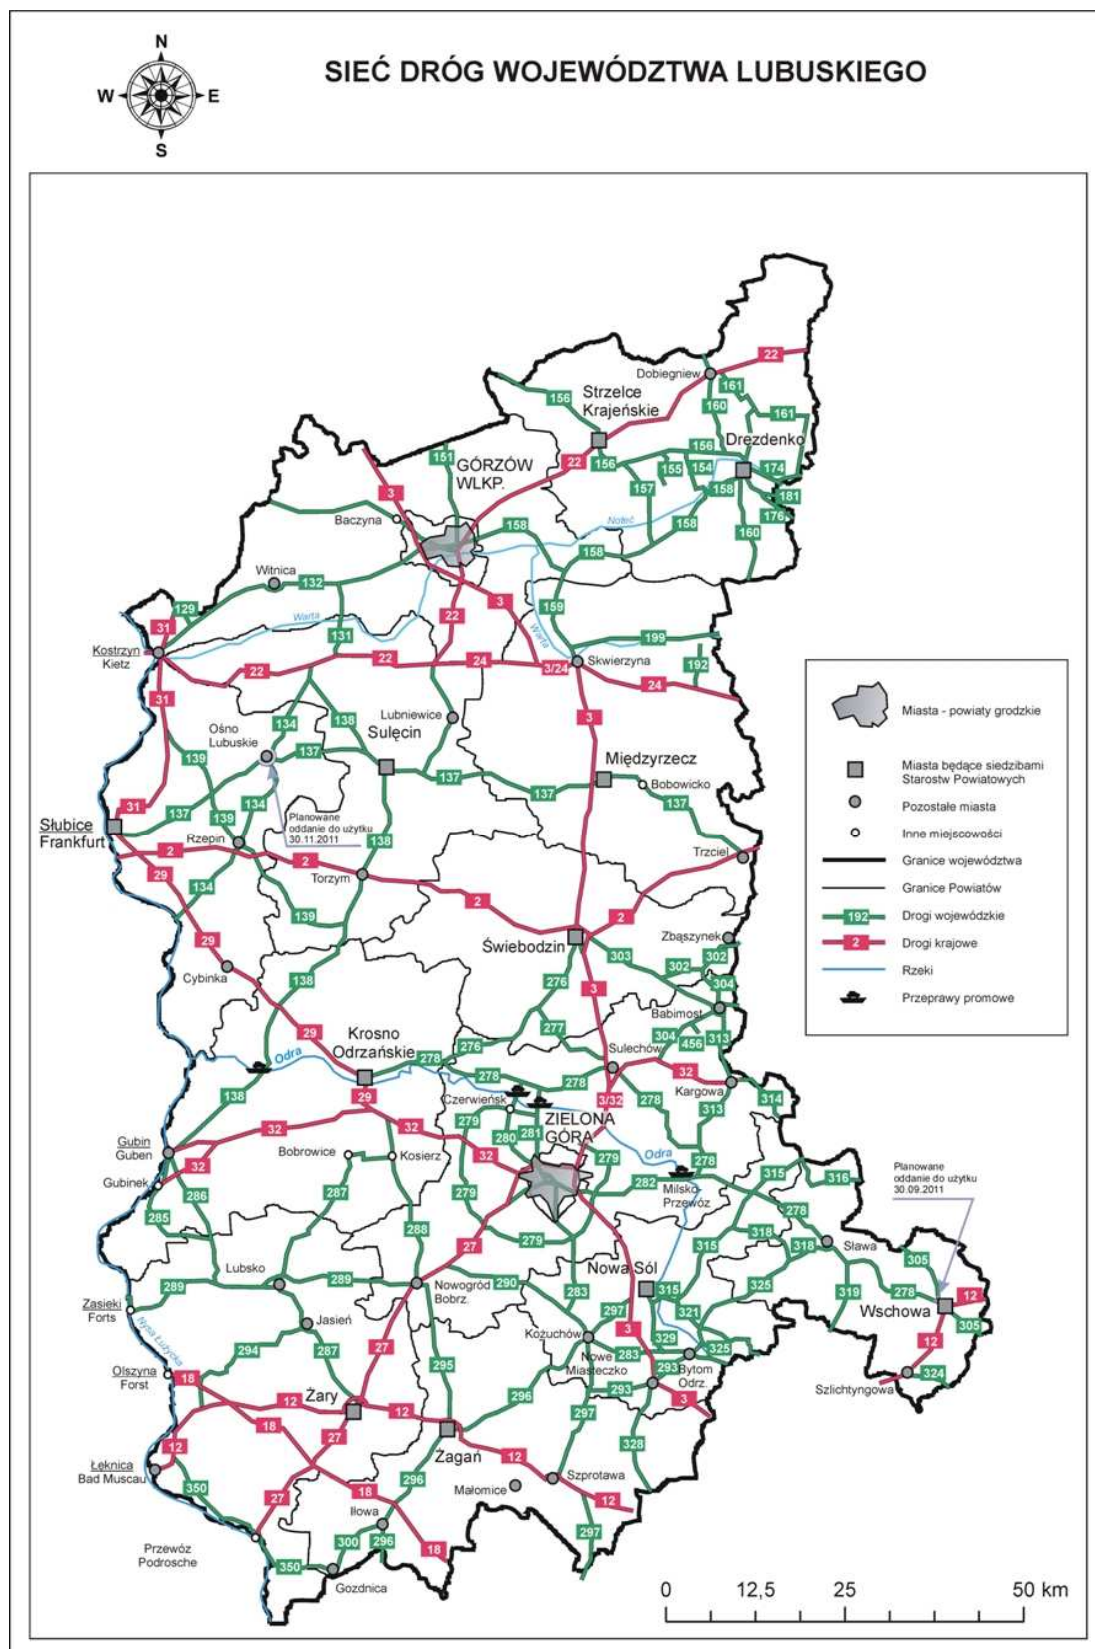 N
W E
S
SIEĆ DRÓG WOJEWÓDZTWA LUBUSKIEGO
22
Dobiegniew
161
156
Strzelce
Krajeńskie
160
161
Drezdenko
156
151
GÓRZÓW
WLKP.
22
156
155
154
174
3
157
158
181
176
Baczyna
Noteć
158
158
158
160
Witnica
132
129
22
3
159
Warta
Warta
31
131
199
Kostrzyn
Kietz
22
22
24
3/24
Skwierzyna
192
24
31
134
138
Lubniewice
3
Ośno
Lubuskie
Sulęcin
139
137
Międzyrzecz
137
137
Bobowicko
137
31
137
134
Planowane
oddanie do użytku
30.11.2011
Słubice
Frankfurt
139
Rzepin
138
Trzciel
2
2
29
Torzym
134
2
2
139
29
Świebodzin
Zbąszynek
303
302
302
Cybinka
276
304
138
3
Babimost
277
29
Krosno
Odrzańskie
304
456
313
276
278
Sulechów
Odra
278
278
32
Kargowa
138
29
Czerwieńsk
3/32
278
313
314
279
ZIELONA
GÓRA
32
32
280
281
Gubin
Guben
Bobrowice
Kosierz
32
279
Odra
278
315
Planowane
oddanie do użytku
30.09.2011
32
Gubinek
286
287
279
282
Milsko
Przewóz
316
285
278
288
279
27
315
318
318
Sława
305
Lubsko
290
Nowa Sól
289
289
Nowogród
Bobrz.
283
315
325
319
278
12
Zasieki
Forts
297
321
Wschowa
305
Jasień
Kożuchów
3
329
12
Nysa Łużycka
294
287
27
283
325
Nowe
Miasteczko
Bytom
Odrz.
Olszyna
Forst
295
293
293
Szlichtyngowa
324
18
296
3
12
Żary
12
297
18
27
12
Żagań
328
12
Łęknica
Bad Muscau
296
Szprotawa
350
18
Małomice
27
12
Iłowa
Przewóz
Podrosche
300
296
18
297
350
Gozdnica
Miasta - powiaty grodzkie
Miasta będące siedzibami
Starostw Powiatowych
Pozostałe miasta
Inne miejscowości
Granice województwa
Granice Powiatów
192 Drogi wojewódzkie
2 Drogi krajowe
Rzeki
Przeprawy promowe
0 12,5 25 50 km